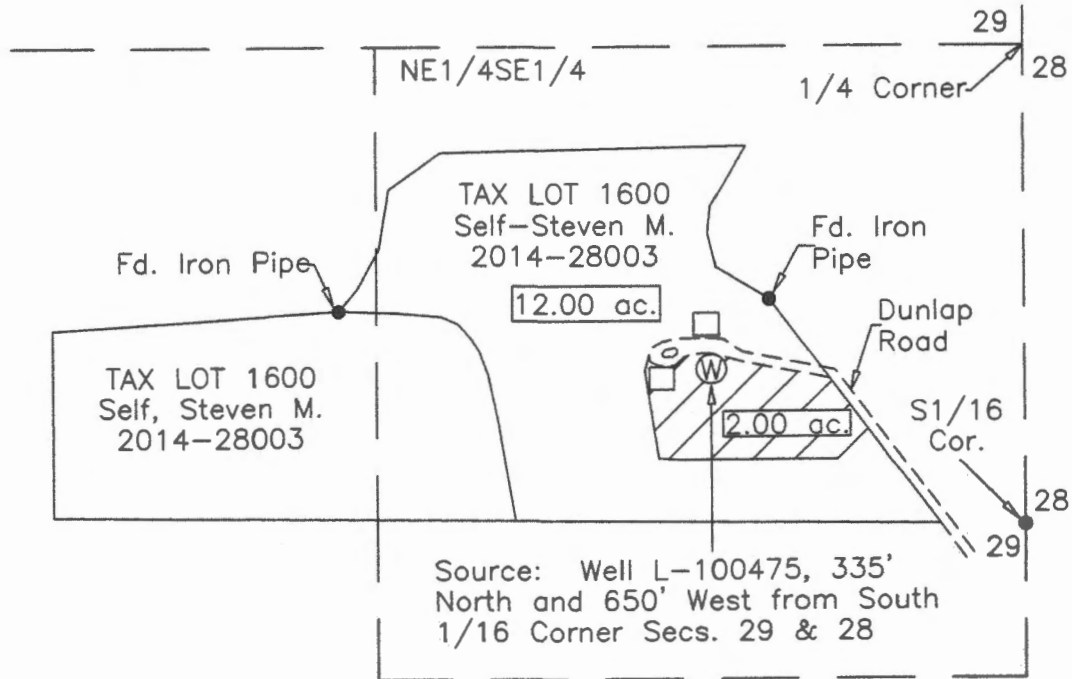 29
28
NE1/4SE1/4
1/4 Corner
TAX LOT 1600
Self-Steven M.
2014-28003
12.00 ac.
Fd. Iron Pipe
Fd. Iron
Pipe
Dunlap
Road
TAX LOT 1600
Self, Steven M.
2014-28003
W
2.00 ac.
S1/16
Cor.
28
29
Source: Well L-100475, 335'
North and 650' West from South
1/16 Corner Secs. 29 & 28